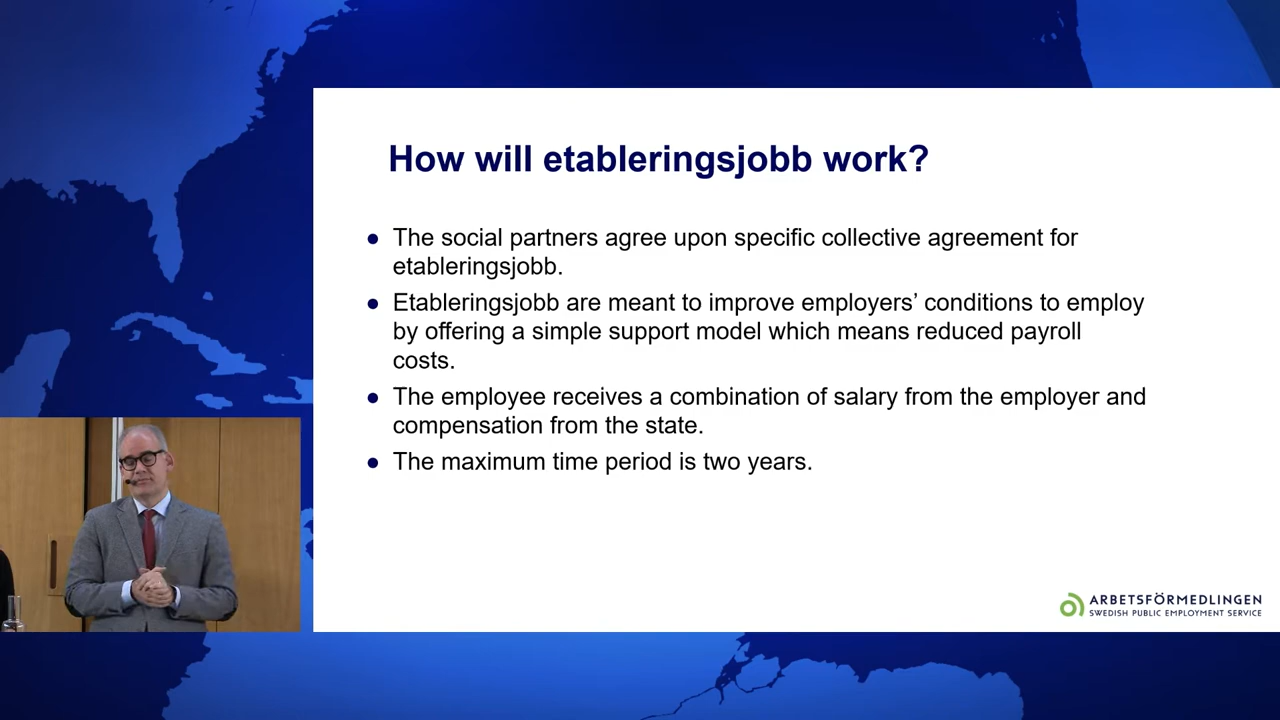 How will etableringsjobb work?
● The social partners agree upon specific collective agreement for
etableringsjobb.
● Etableringsjobb are meant to improve employers’ conditions to employ
by offering a simple support model which means reduced payroll
costs.
● The employee receives a combination of salary from the employer and
compensation from the state.
● The maximum time period is two years.
ARBETSFÖRMEDLINGEN
SWEDISH PUBLIC EMPLOYMENT SERVICE